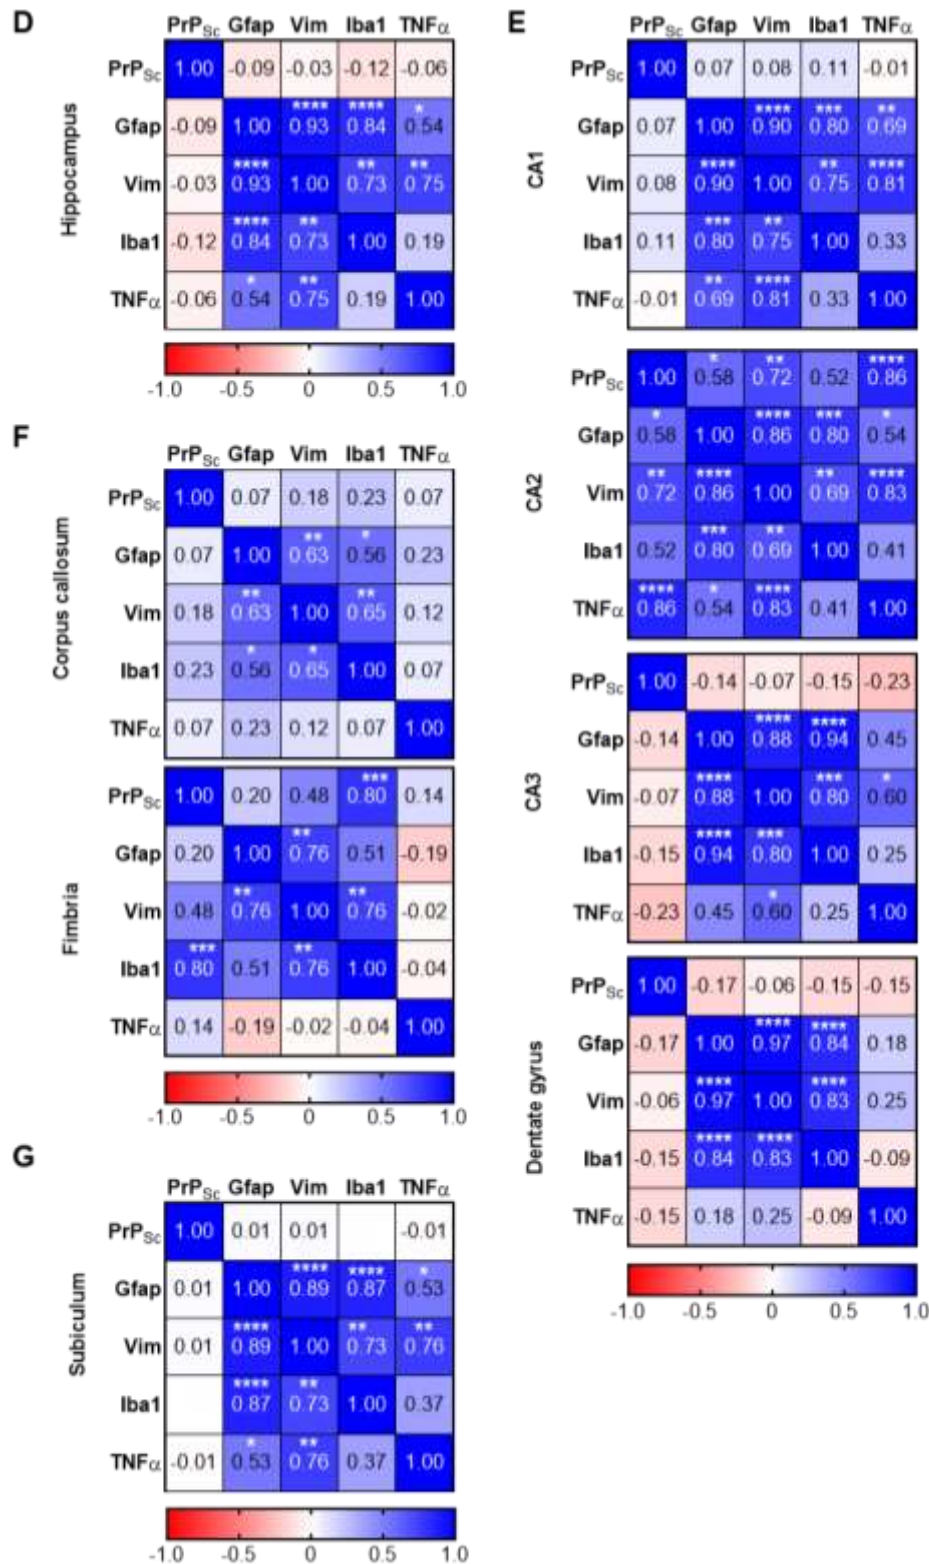 D
PrPSc Gfap Vim Iba1 TNFα
Hippocampus
PrPSc 1.00 -0.09 -0.03 -0.12 -0.06
**** **** *
Gfap -0.09 1.00 0.93 0.84 0.54
**** ** **
Vim -0.03 0.93 1.00 0.73 0.75
**** **
Iba1 -0.12 0.84 0.73 1.00 0.19
* **
TNFα -0.06 0.54 0.75 0.19 1.00
-1.0 -0.5 0 0.5 1.0
F
PrPSc Gfap Vim Iba1 TNFα
Corpus callosum
PrPSc 1.00 0.07 0.18 0.23 0.07
** *
Gfap 0.07 1.00 0.63 0.56 0.23
** **
Vim 0.18 0.63 1.00 0.65 0.12
* *
Iba1 0.23 0.56 0.65 1.00 0.07
TNFα 0.07 0.23 0.12 0.07 1.00
Fimbria
***
PrPSc 1.00 0.20 0.48 0.80 0.14
**
Gfap 0.20 1.00 0.76 0.51 -0.19
** **
Vim 0.48 0.76 1.00 0.76 -0.02
*** **
Iba1 0.80 0.51 0.76 1.00 -0.04
TNFα 0.14 -0.19 -0.02 -0.04 1.00
-1.0 -0.5 0 0.5 1.0
G
PrPSc Gfap Vim Iba1 TNFα
Subiculum
PrPSc 1.00 0.01 0.01 -0.01
**** **** *
Gfap 0.01 1.00 0.89 0.87 0.53
**** ** **
Vim 0.01 0.89 1.00 0.73 0.76
**** **
Iba1 0.87 0.73 1.00 0.37
* **
TNFα -0.01 0.53 0.76 0.37 1.00
-1.0 -0.5 0 0.5 1.0
E
PrPSc Gfap Vim Iba1 TNFα
CA1
PrPSc 1.00 0.07 0.08 0.11 -0.01
**** *** **
Gfap 0.07 1.00 0.90 0.80 0.69
**** ** ****
Vim 0.08 0.90 1.00 0.75 0.81
*** **
Iba1 0.11 0.80 0.75 1.00 0.33
** ****
TNFα -0.01 0.69 0.81 0.33 1.00
CA2
* ** ****
PrPSc 1.00 0.58 0.72 0.52 0.86
* **** *** *
Gfap 0.58 1.00 0.86 0.80 0.54
** **** ** ****
Vim 0.72 0.86 1.00 0.69 0.83
*** **
Iba1 0.52 0.80 0.69 1.00 0.41
**** * ****
TNFα 0.86 0.54 0.83 0.41 1.00
CA3
PrPSc 1.00 -0.14 -0.07 -0.15 -0.23
**** ****
Gfap -0.14 1.00 0.88 0.94 0.45
**** *** *
Vim -0.07 0.88 1.00 0.80 0.60
**** ***
Iba1 -0.15 0.94 0.80 1.00 0.25
*
TNFα -0.23 0.45 0.60 0.25 1.00
Dentate gyrus
PrPSc 1.00 -0.17 -0.06 -0.15 -0.15
**** ****
Gfap -0.17 1.00 0.97 0.84 0.18
**** ****
Vim -0.06 0.97 1.00 0.83 0.25
**** ****
Iba1 -0.15 0.84 0.83 1.00 -0.09
TNFα -0.15 0.18 0.25 -0.09 1.00
-1.0 -0.5 0 0.5 1.0